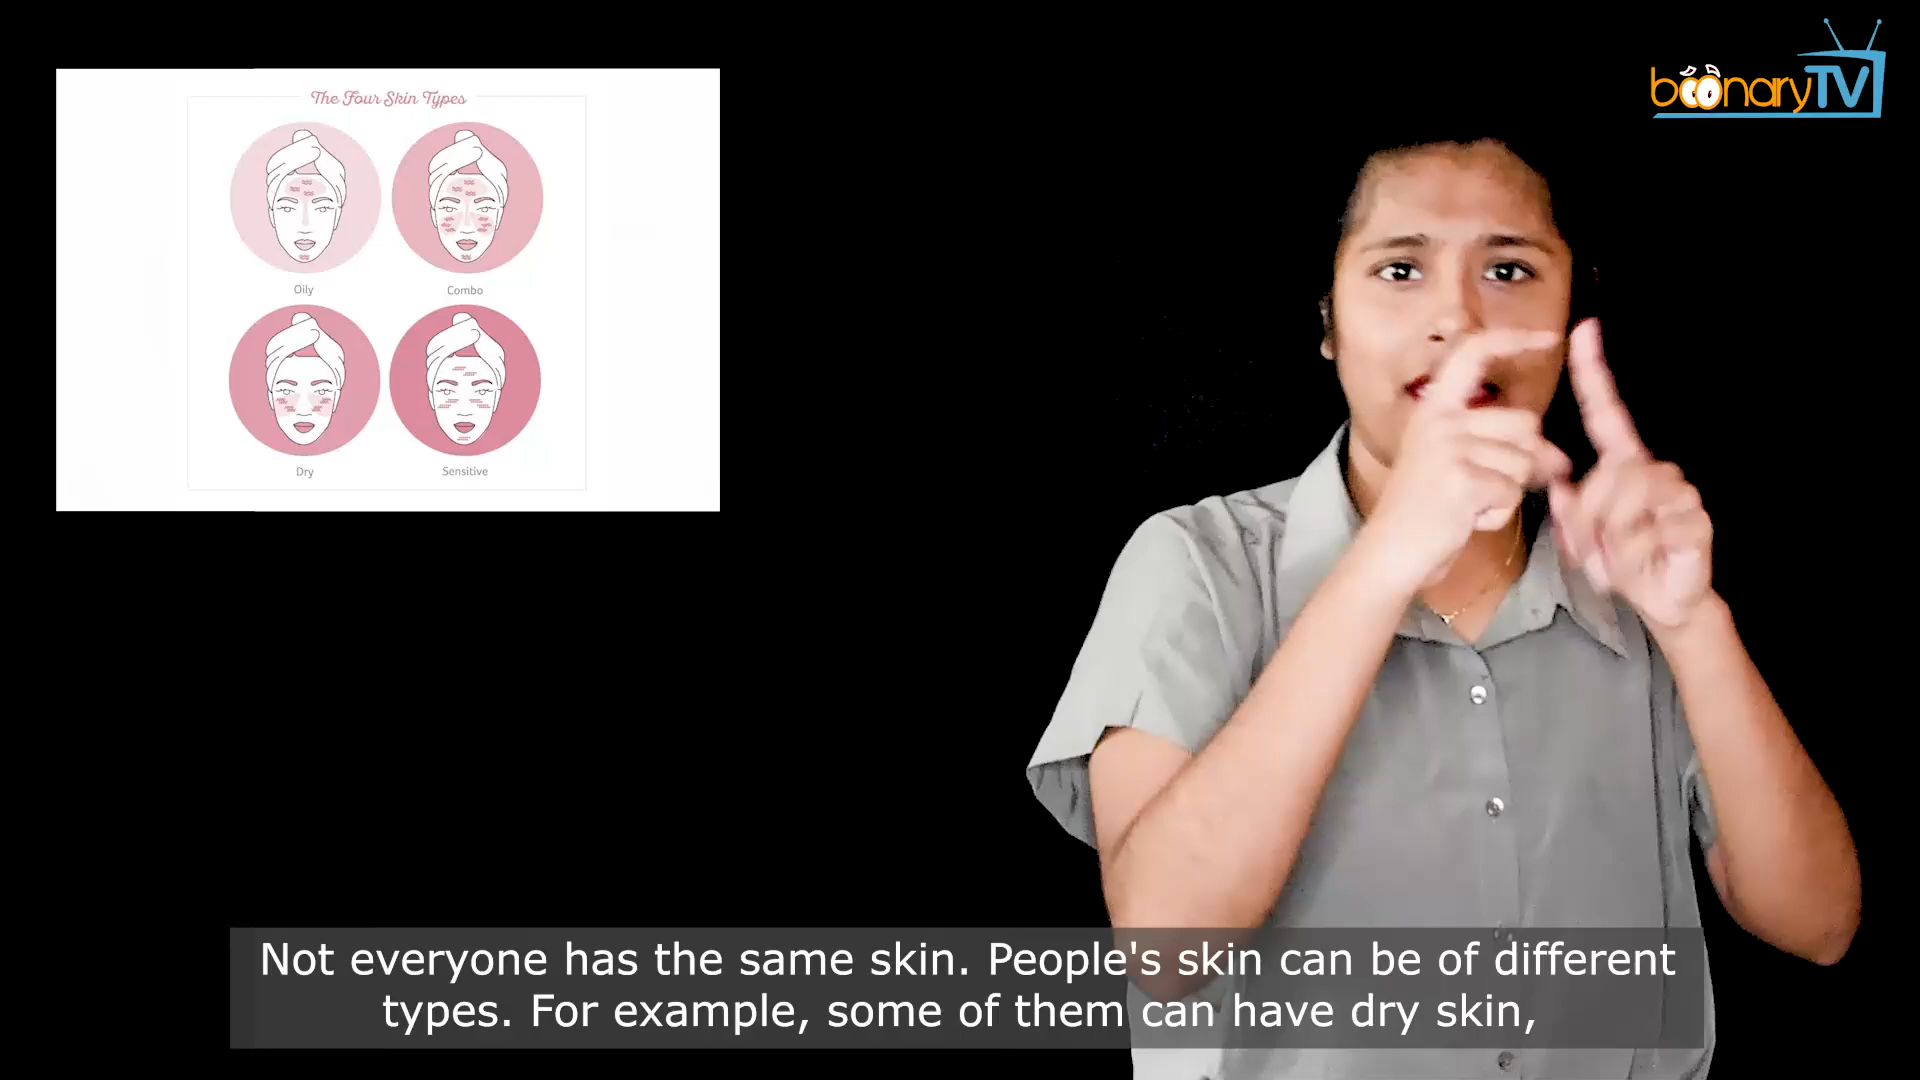 boonaryTV
The Four Skin Types
Oily
Combo
Dry
Sensitive
Not everyone has the same skin. People's skin can be of different
types. For example, some of them can have dry skin,